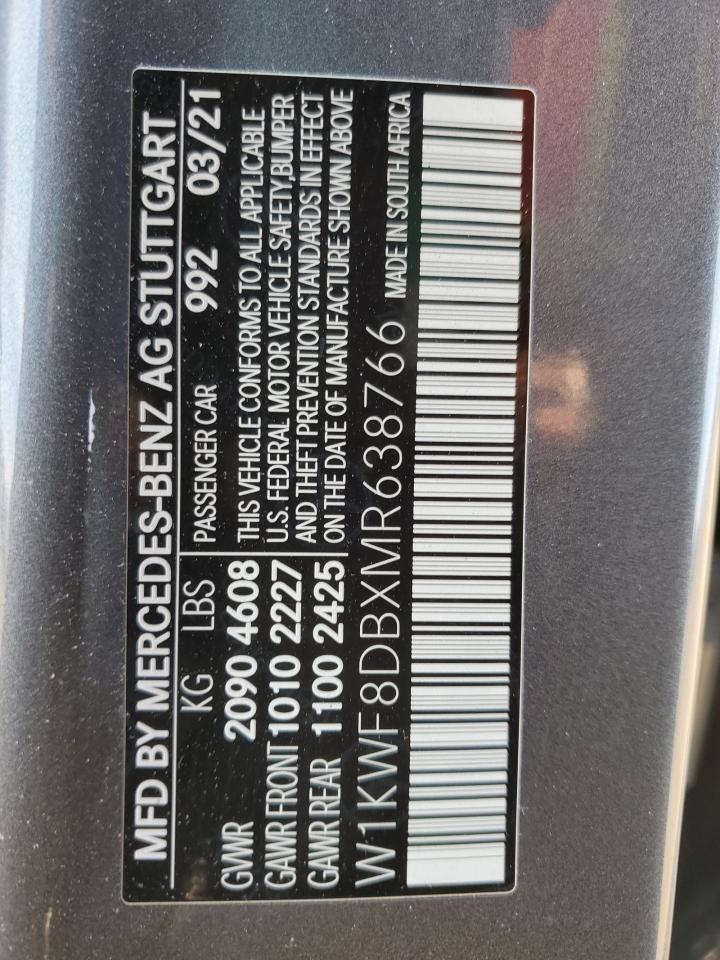 MFD BY MERCEDES-BENZ AG STUTTGART
KG LBS PASSENGER CAR 992 03/21
GVWR 2090 4608 THIS VEHICLE CONFORMS TO ALL APPLICABLE
GAWR FRONT 1010 2227 U.S. FEDERAL MOTOR VEHICLE SAFETY,BUMPER
GAWR REAR 1100 2425 AND THEFT PREVENTION STANDARDS IN EFFECT
ON THE DATE OF MANUFACTURE SHOWN ABOVE
W1KWF8DBXMR638766 MADE IN SOUTH AFRICA